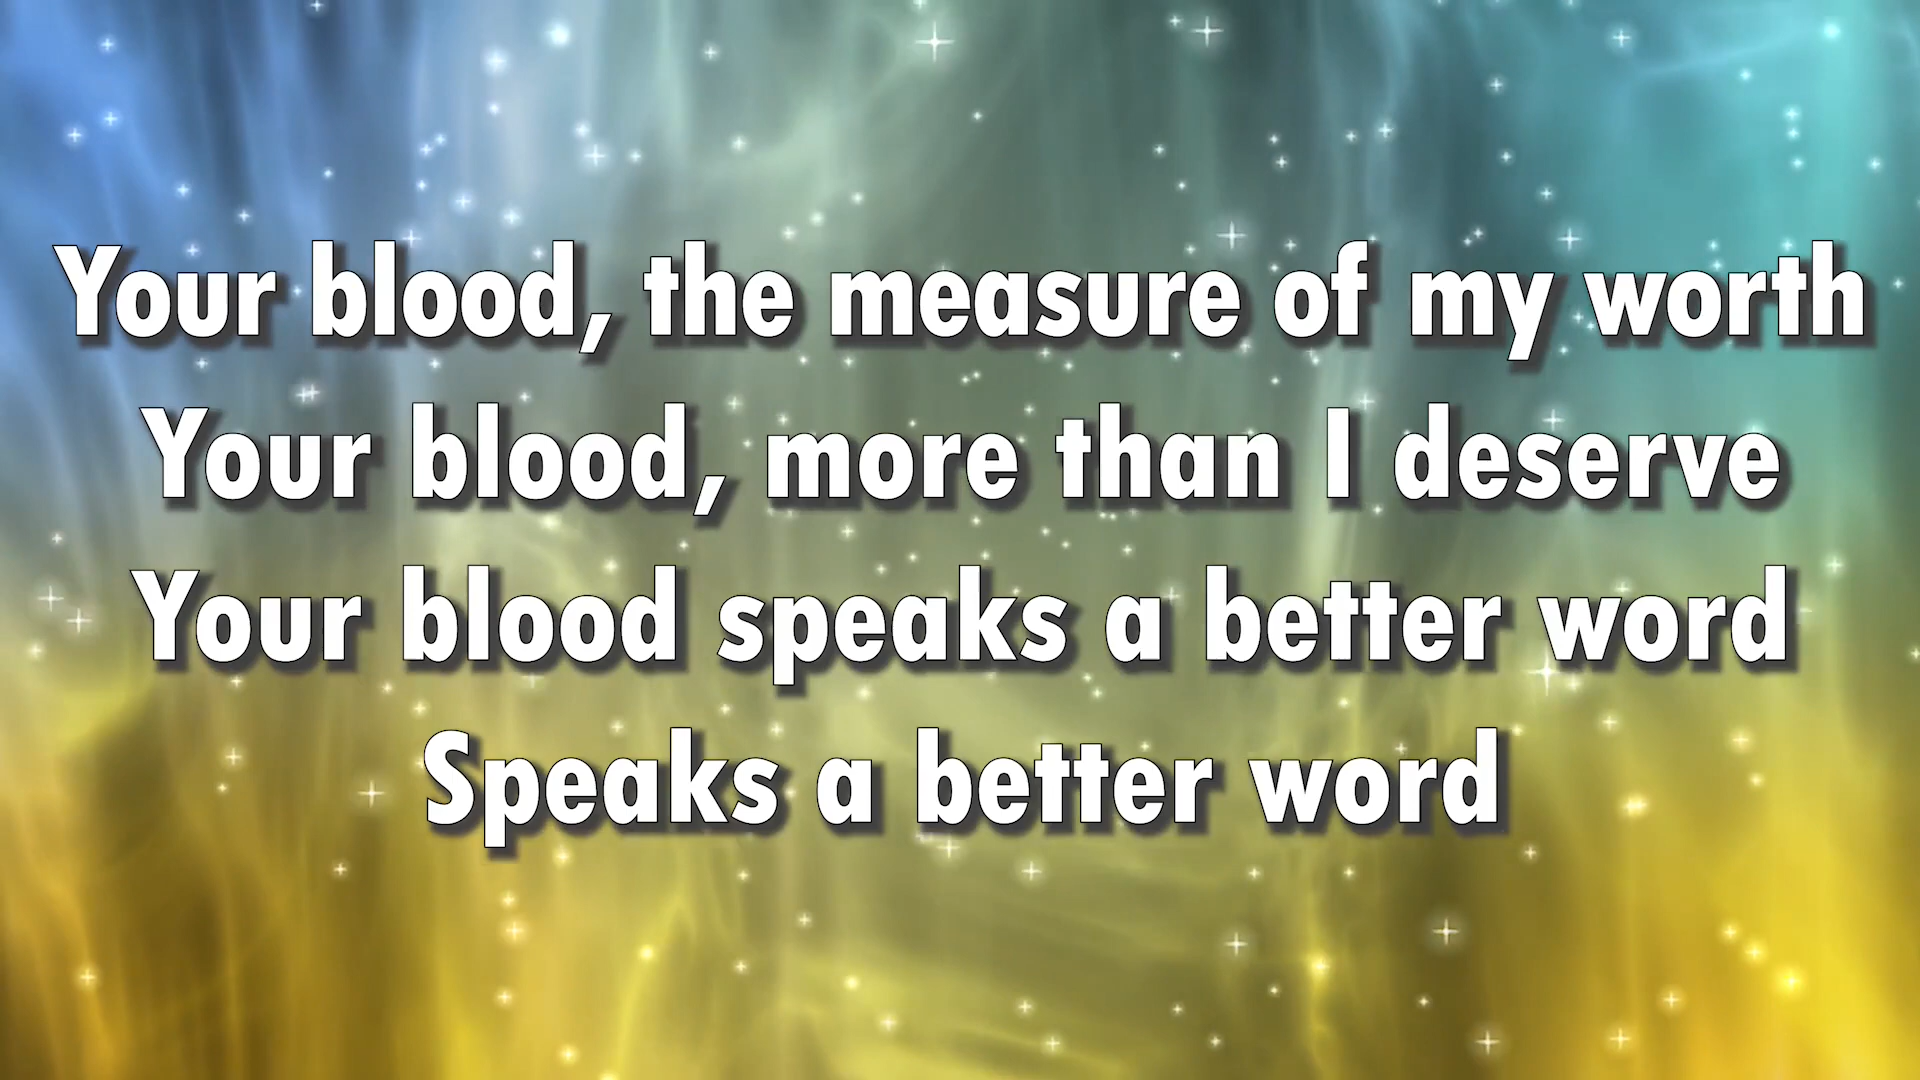 Your blood, the measure of my worth
Your blood, more than I deserve
Your blood speaks a better word
Speaks a better word